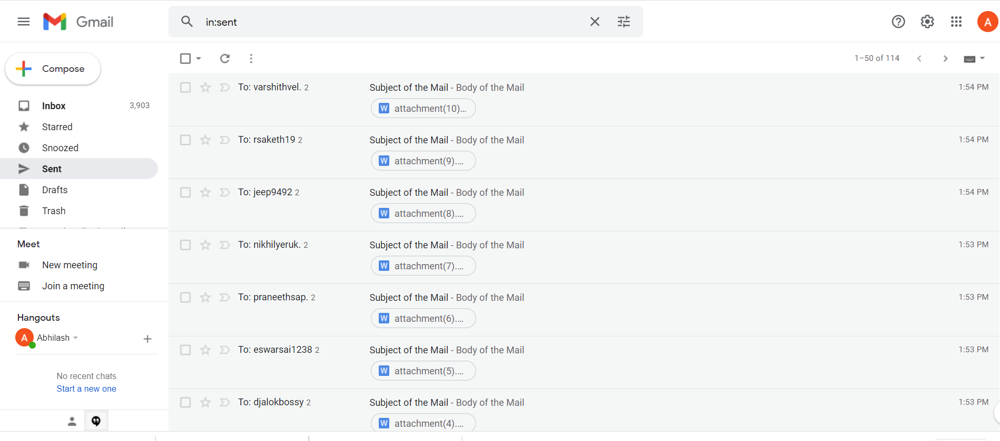 Gmail
in:sent
A
Compose
1–50 of 114
Inbox 3,903
Starred
Snoozed
Sent
Drafts
Trash
Meet
New meeting
Join a meeting
Hangouts
A Abhilash
No recent chats
Start a new one
To: varshithvel. 2 Subject of the Mail - Body of the Mail 1:54 PM
W attachment(10)...
To: rsaketh19 2 Subject of the Mail - Body of the Mail 1:54 PM
W attachment(9)....
To: jeep9492 2 Subject of the Mail - Body of the Mail 1:54 PM
W attachment(8)....
To: nikhilyeruk. 2 Subject of the Mail - Body of the Mail 1:53 PM
W attachment(7)....
To: praneethsap. 2 Subject of the Mail - Body of the Mail 1:53 PM
W attachment(6)....
To: eswarsai1238 2 Subject of the Mail - Body of the Mail 1:53 PM
W attachment(5)....
To: djalokbossy 2 Subject of the Mail - Body of the Mail 1:53 PM
W attachment(4)....